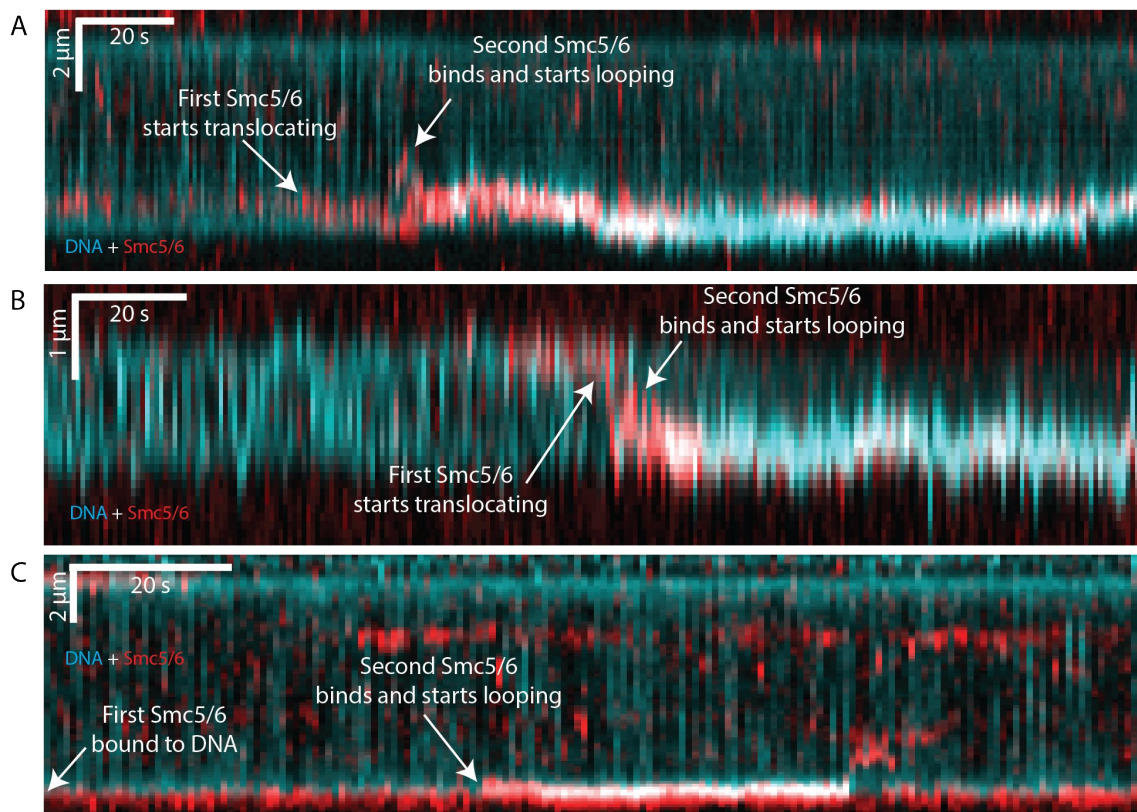 A
20 s
2 μm
Second Smc5/6
binds and starts looping
First Smc5/6
starts translocating
DNA + Smc5/6
B
20 s
1 μm
Second Smc5/6
binds and starts looping
First Smc5/6
starts translocating
DNA + Smc5/6
C
20 s
2 μm
DNA + Smc5/6
Second Smc5/6
binds and starts looping
First Smc5/6
bound to DNA